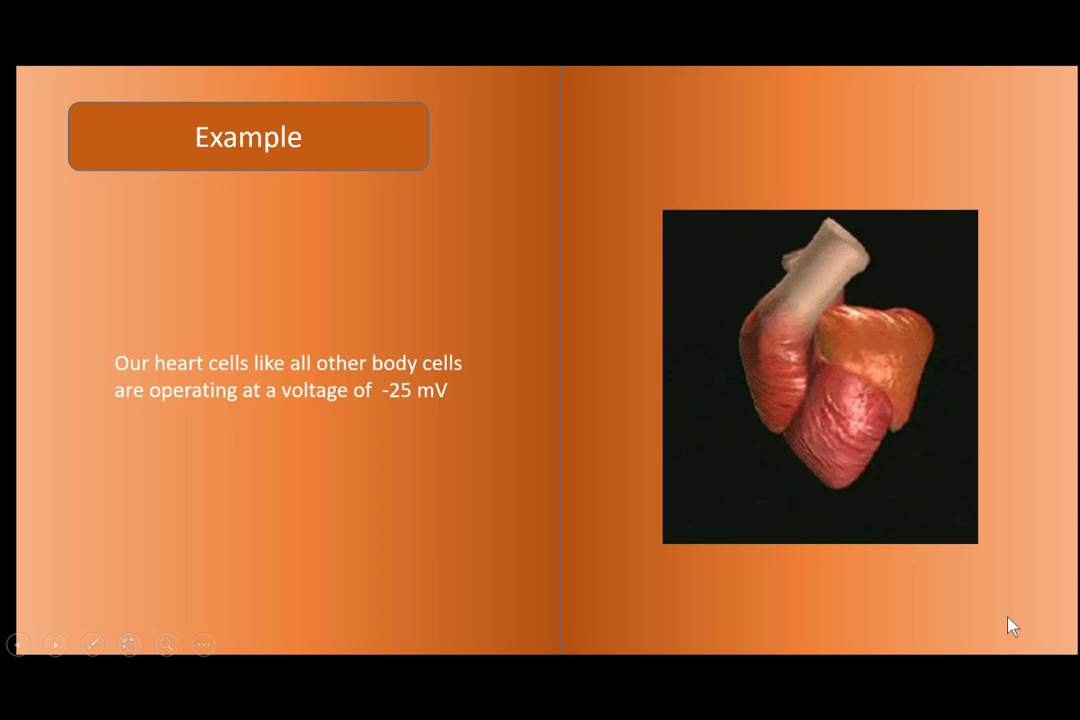 Example
Our heart cells like all other body cells
are operating at a voltage of  -25 mV